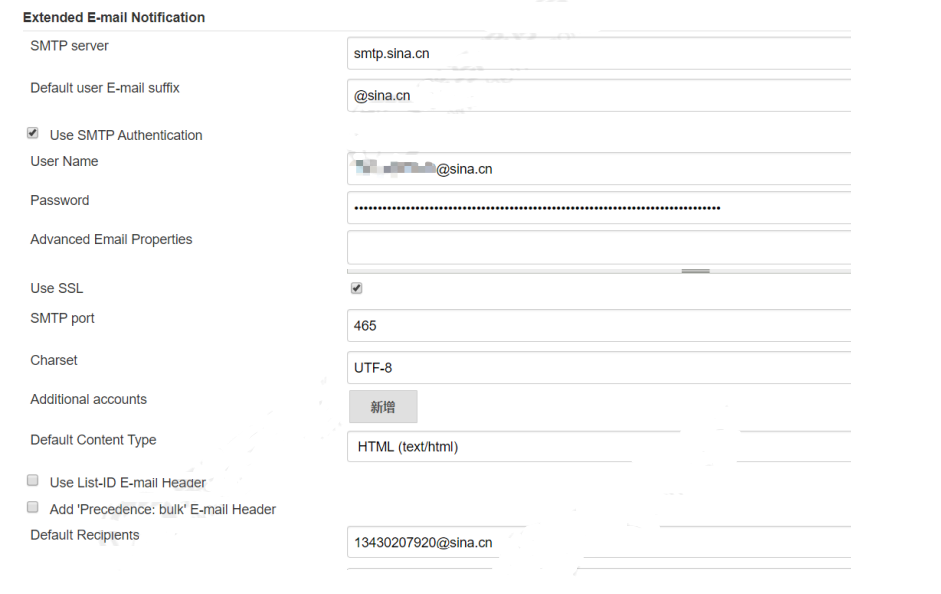 Extended E-mail Notification
SMTP server
smtp.sina.cn
Default user E-mail suffix
@sina.cn
Use SMTP Authentication
User Name
@sina.cn
Password
Advanced Email Properties
Use SSL
SMTP port
465
Charset
UTF-8
Additional accounts
新增
Default Content Type
HTML (text/html)
Use List-ID E-mail Header
Add 'Precedence: bulk' E-mail Header
Default Recipients
13430207920@sina.cn